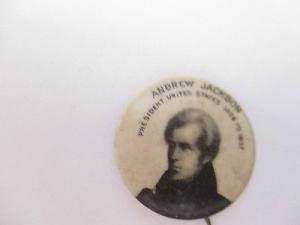 ANDREW JACKSON
PRESIDENT UNITED STATES 1829 TO 1837